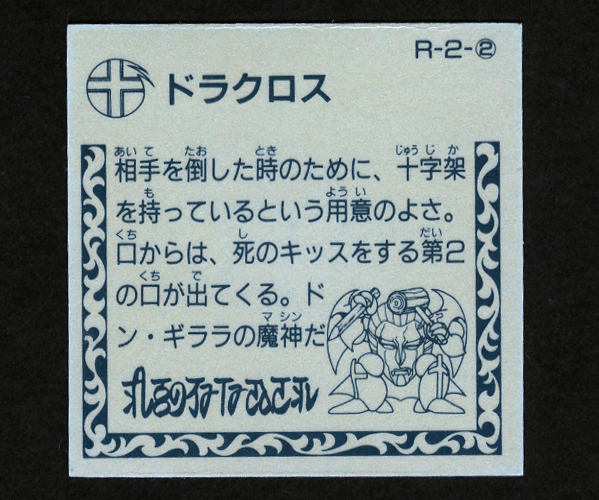 R-2-②
ドラクロス
相手を倒した時のために、十字架
を持っているという用意のよさ。
口からは、死のキッスをする第2
の口が出てくる。ド
ン・ギララの魔神だ